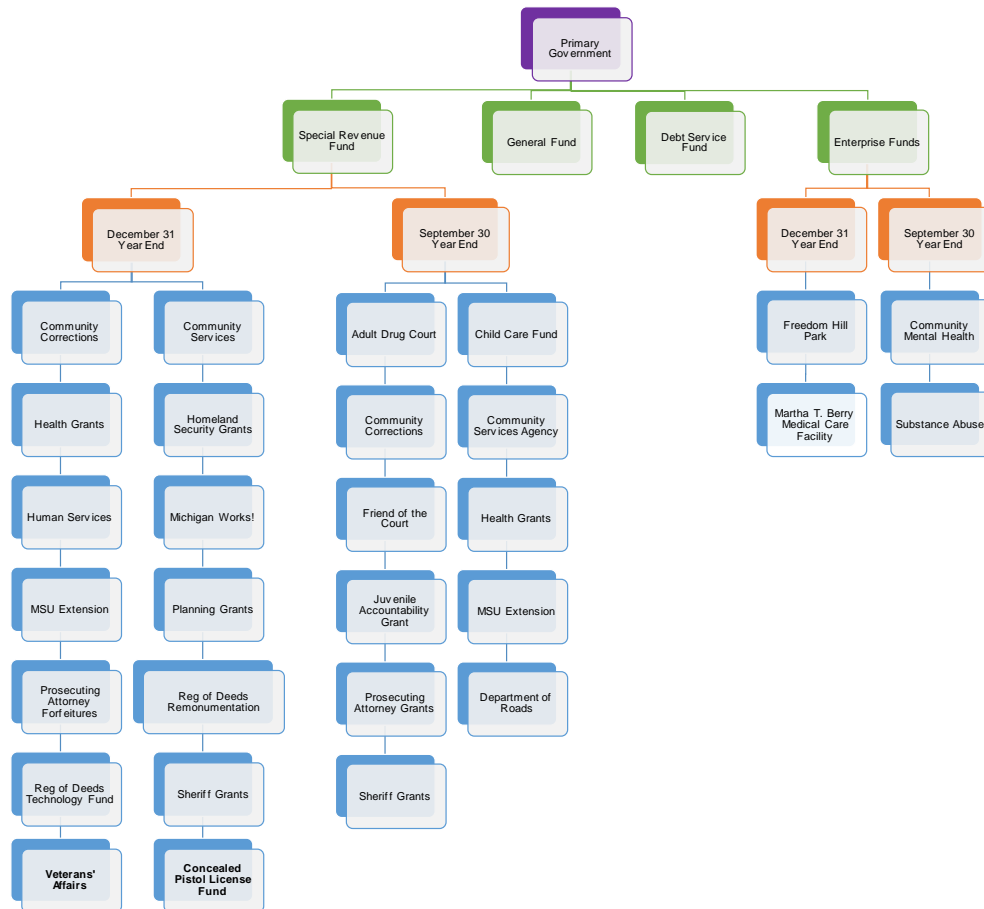 Primary
Government
Special Revenue
Fund
General Fund
Debt Service
Fund
Enterprise Funds
December 31
Year End
September 30
Year End
December 31
Year End
September 30
Year End
Community
Corrections
Community
Services
Adult Drug Court
Child Care Fund
Freedom Hill
Park
Community
Mental Health
Health Grants
Homeland
Security Grants
Community
Corrections
Community
Services Agency
Martha T. Berry
Medical Care
Facility
Substance Abuse
Human Services
Michigan Works!
Friend of the
Court
Health Grants
MSU Extension
Planning Grants
Juvenile
Accountability
Grant
MSU Extension
Prosecuting
Attorney
Forfeitures
Reg of Deeds
Remonumentation
Prosecuting
Attorney Grants
Department of
Roads
Reg of Deeds
Technology Fund
Sheriff Grants
Sheriff Grants
Veterans'
Affairs
Concealed
Pistol License
Fund